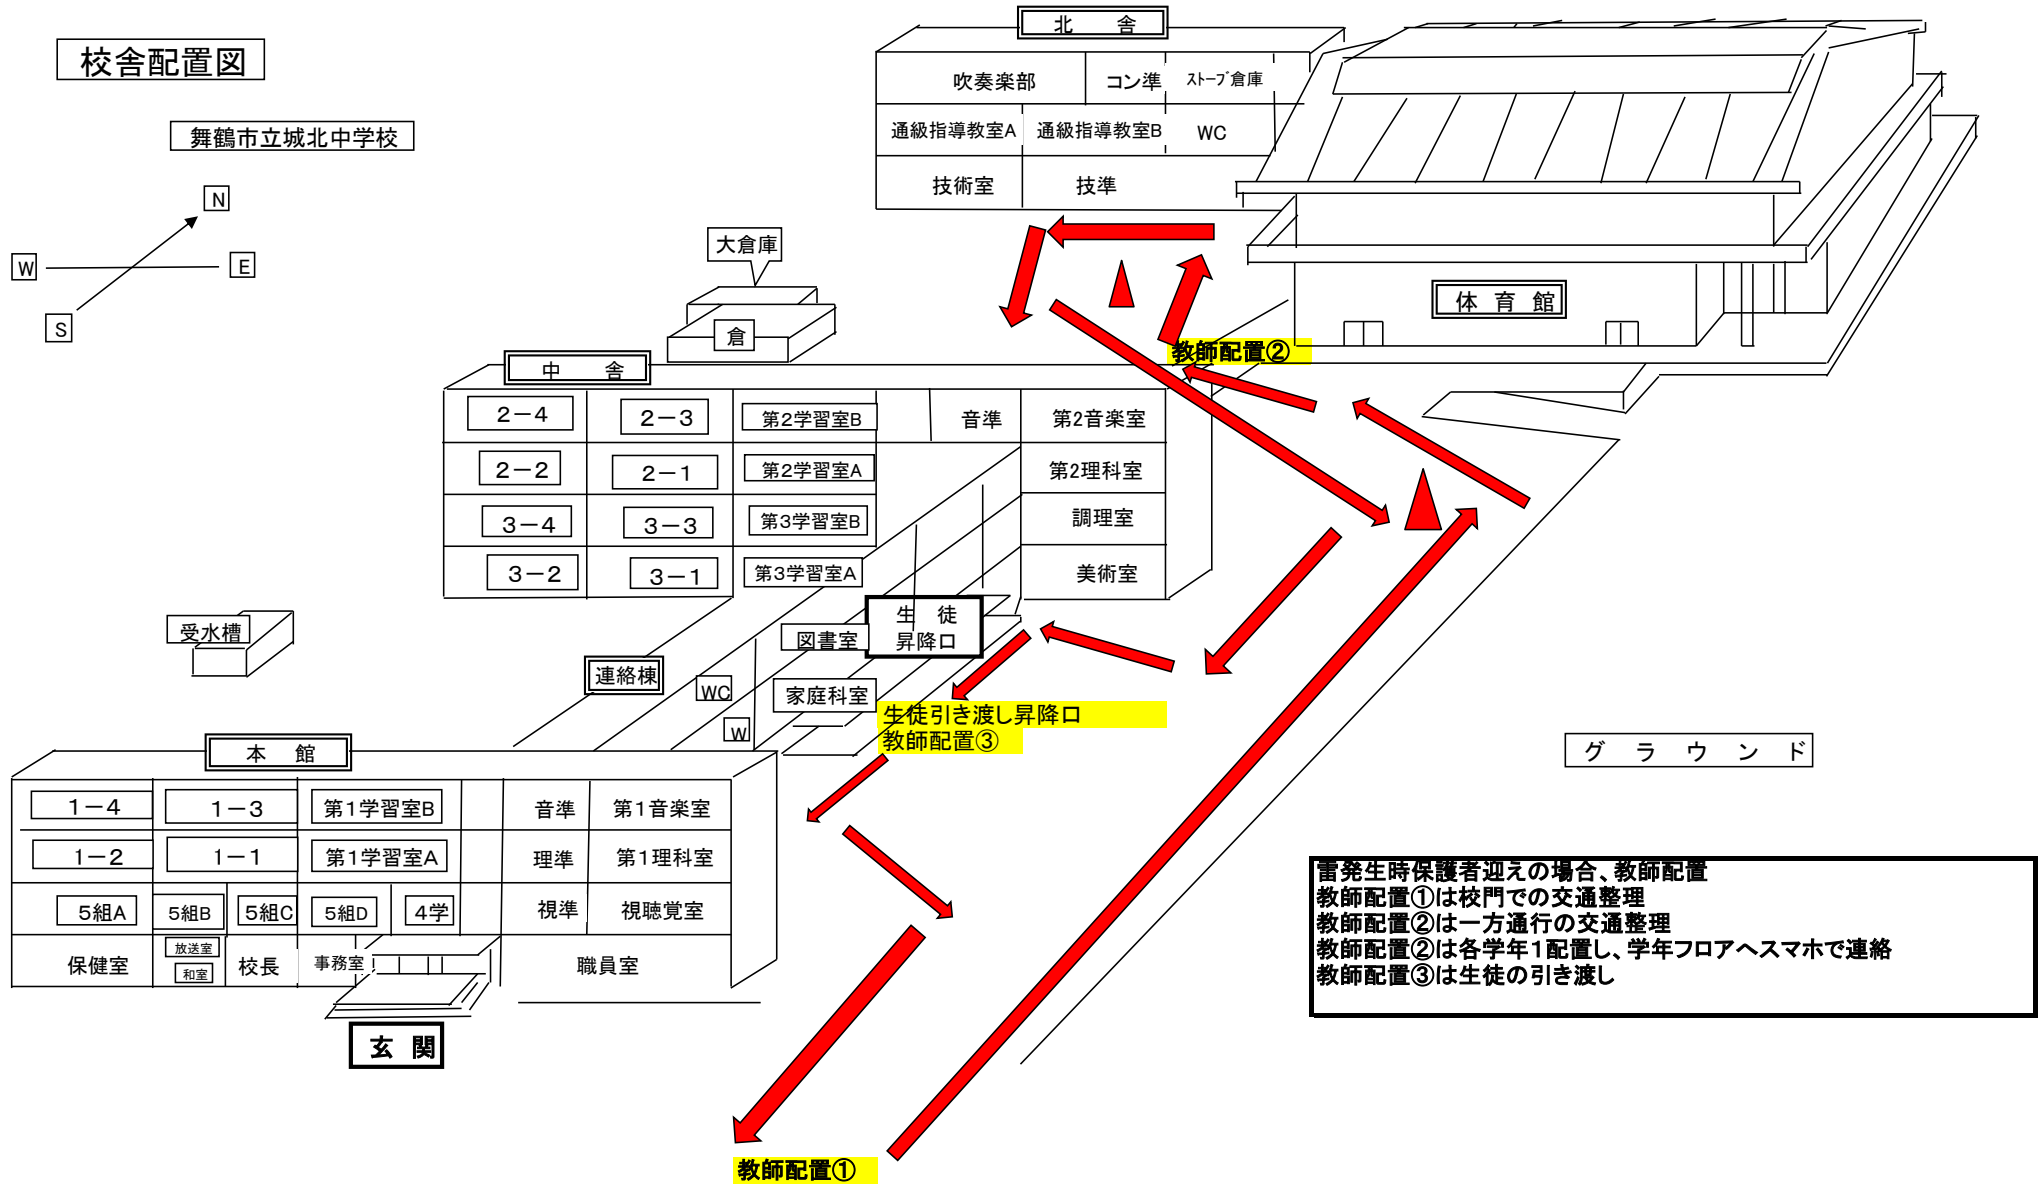 校舎配置図
舞鶴市立城北中学校
N
W
E
S
北　舎
吹奏楽部
コン準
ストーブ倉庫
通級指導教室A
通級指導教室B
WC
技術室
技準
体 育 館
大倉庫
倉
中　舎
２－４
２－３
第２学習室B
音準
第2音楽室
２－２
２－１
第２学習室A
第2理科室
３－４
３－３
第３学習室B
調理室
３－２
３－１
第３学習室A
美術室
教師配置②
生　徒
昇降口
図書室
受水槽
連絡棟
WC
家庭科室
W
生徒引き渡し昇降口
教師配置③
グ ラ ウ ン ド
本　館
１－４
１－３
第１学習室B
音準
第１音楽室
１－２
１－１
第１学習室A
理準
第１理科室
５組A
５組B
５組C
５組D
４学
視準
視聴覚室
保健室
放送室
和室
校長
事務室
職員室
玄 関
雷発生時保護者迎えの場合、教師配置
教師配置①は校門での交通整理
教師配置②は一方通行の交通整理
教師配置②は各学年１配置し、学年フロアへスマホで連絡
教師配置③は生徒の引き渡し
教師配置①